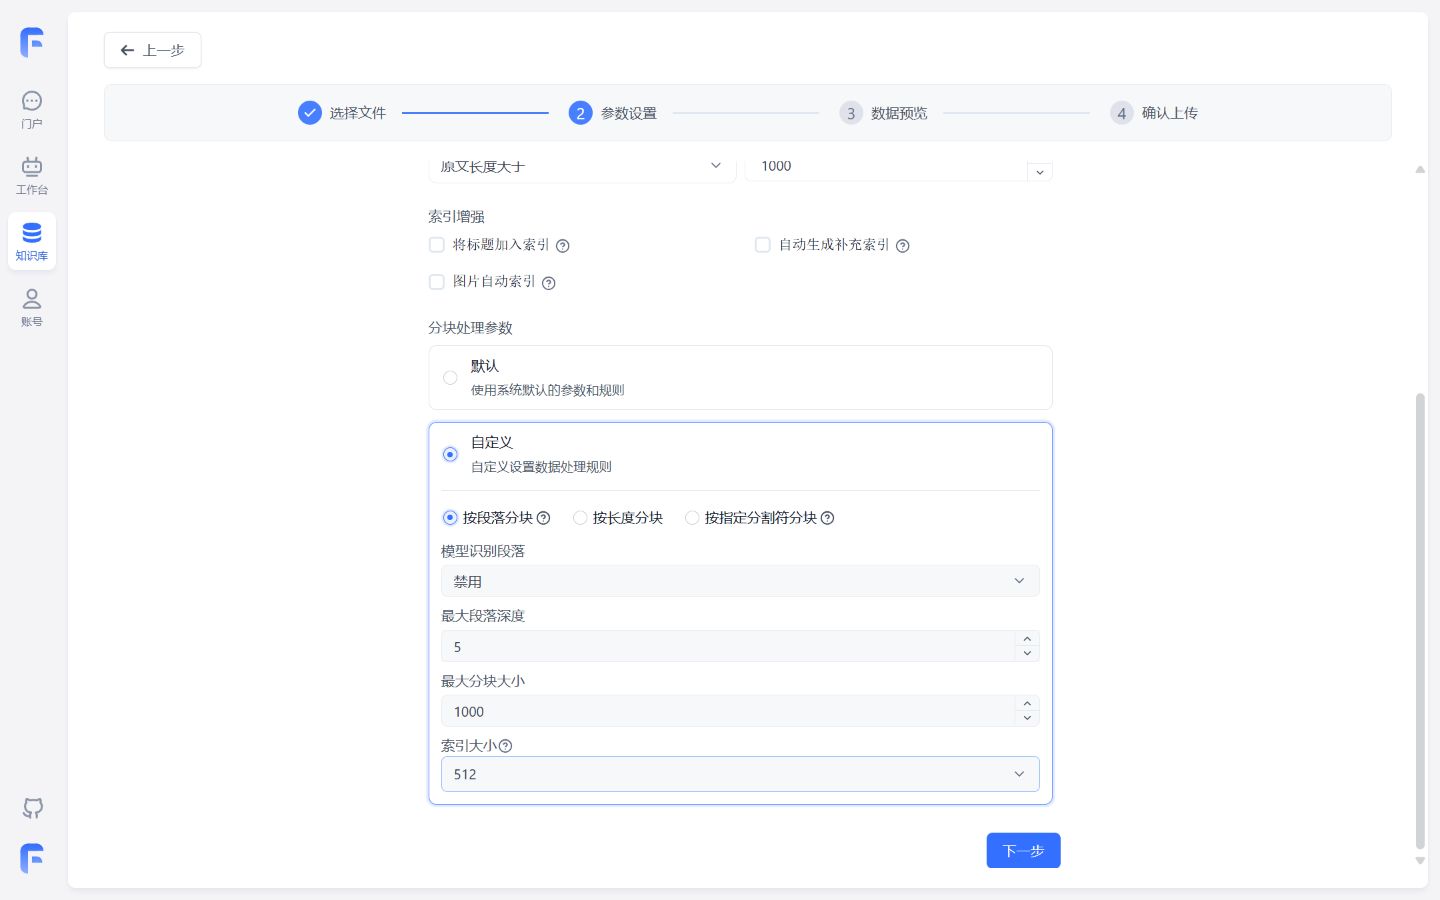 上一步
选择文件
2 参数设置
3 数据预览
4 确认上传
门户
工作台
知识库
账号
原文长度大于
1000
索引增强
将标题加入索引
自动生成补充索引
图片自动索引
分块处理参数
默认
使用系统默认的参数和规则
自定义
自定义设置数据处理规则
按段落分块 按长度分块 按指定分割符分块
模型识别段落
禁用
最大段落深度
5
最大分块大小
1000
索引大小
512
下一步